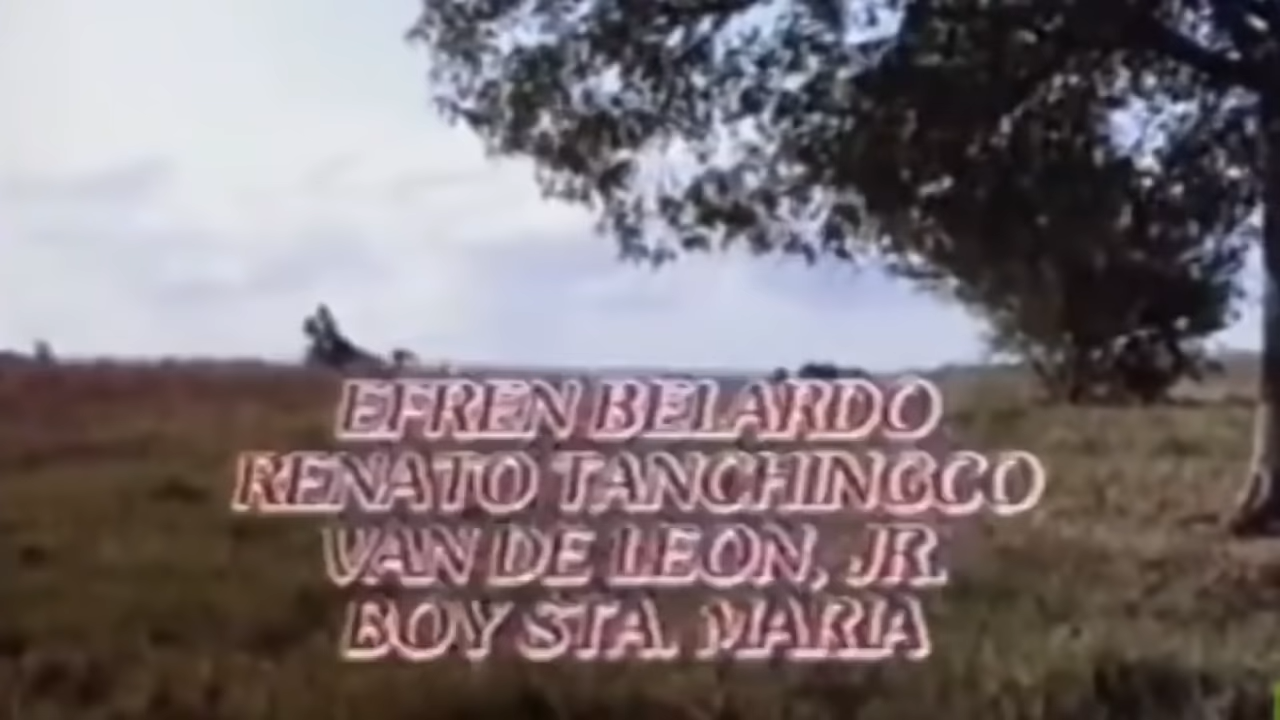 EFREN BELARDO
RENATO TANCHINGCO
VAN DE LEON, JR.
BOY STA. MARIA